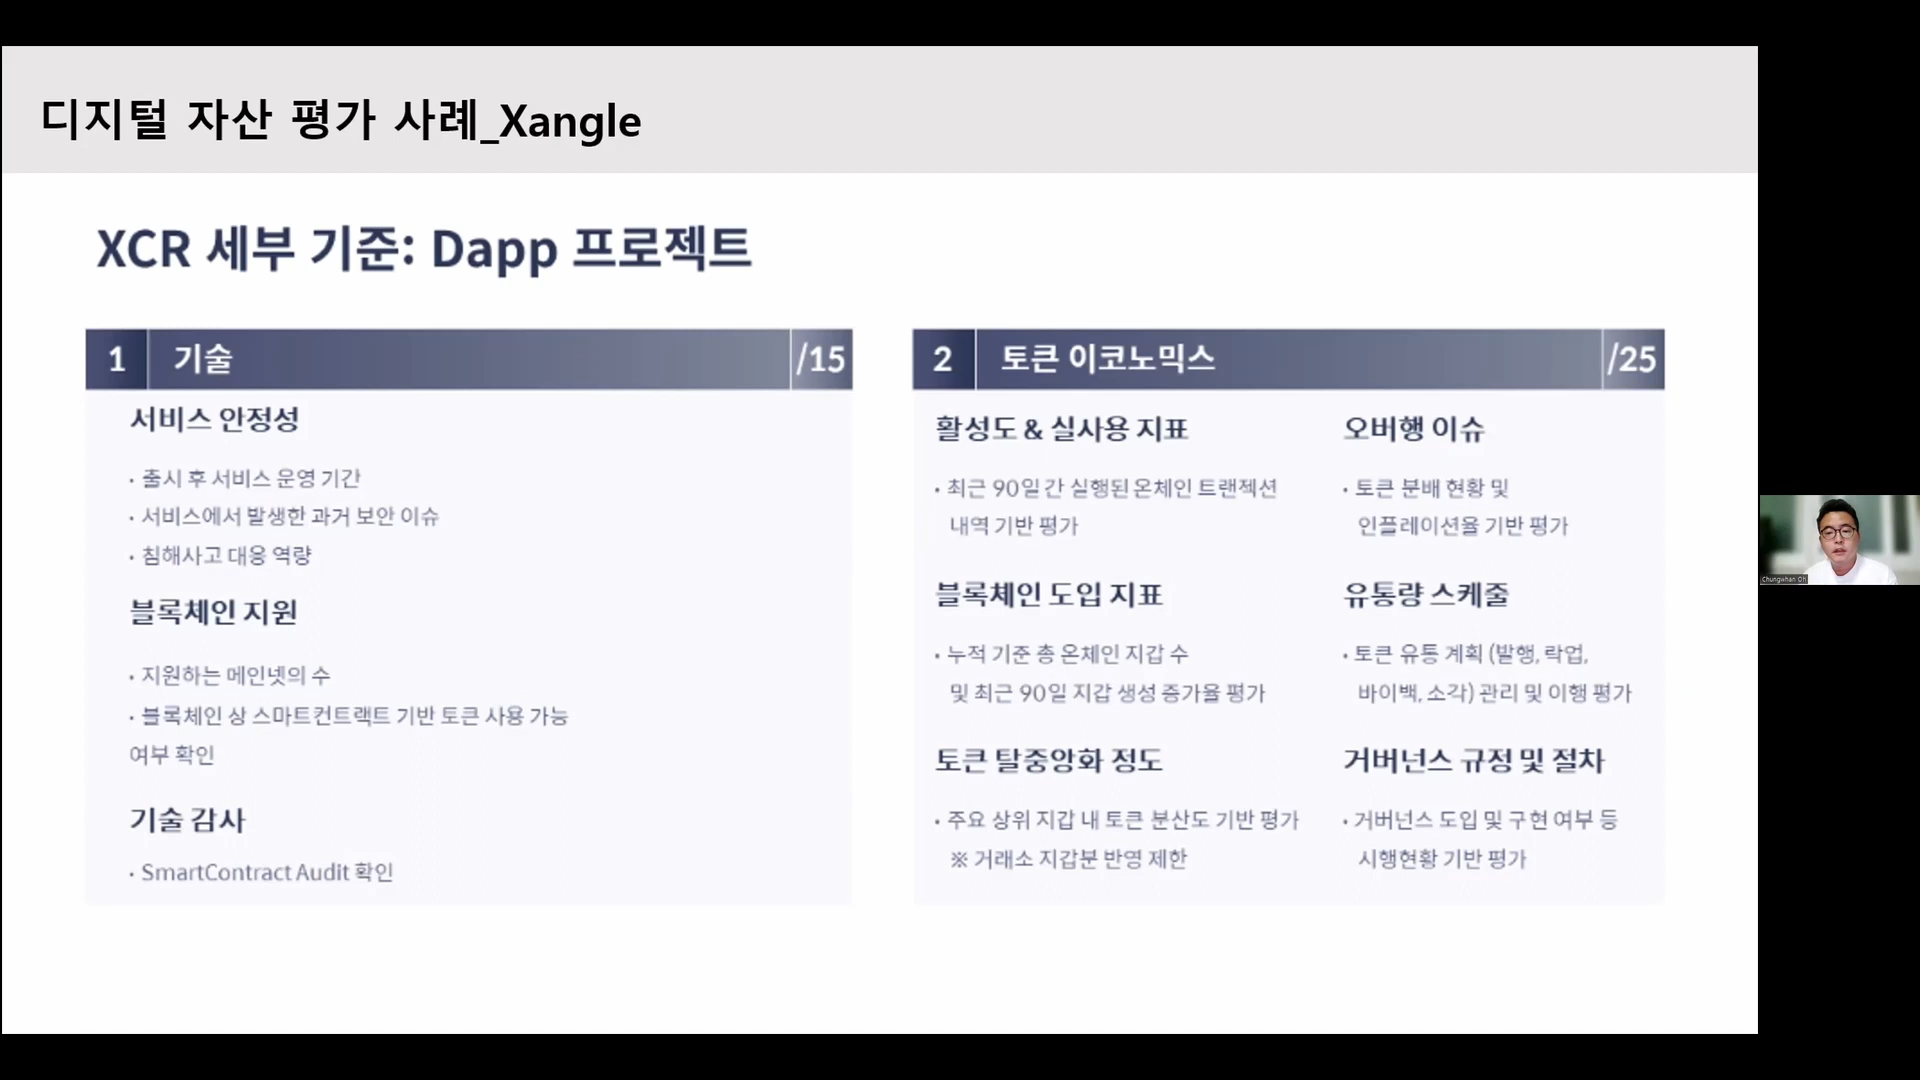 디지털 자산 평가 사례_Xangle
XCR 세부 기준: Dapp 프로젝트
1 기술 /15
서비스 안정성
· 출시 후 서비스 운영 기간
· 서비스에서 발생한 과거 보안 이슈
· 침해사고 대응 역량
블록체인 지원
· 지원하는 메인넷의 수
· 블록체인 상 스마트컨트랙트 기반 토큰 사용 가능
여부 확인
기술 감사
· SmartContract Audit 확인
2 토큰 이코노믹스 /25
활성도 & 실사용 지표
· 최근 90일 간 실행된 온체인 트랜젝션
내역 기반 평가
블록체인 도입 지표
· 누적 기준 총 온체인 지갑 수
및 최근 90일 지갑 생성 증가율 평가
토큰 탈중앙화 정도
· 주요 상위 지갑 내 토큰 분산도 기반 평가
※ 거래소 지갑분 반영 제한
오버행 이슈
· 토큰 분배 현황 및
인플레이션율 기반 평가
유통량 스케줄
· 토큰 유통 계획 (발행, 락업,
바이백, 소각) 관리 및 이행 평가
거버넌스 규정 및 절차
· 거버넌스 도입 및 구현 여부 등
시행현황 기반 평가
Chungwhan Oh